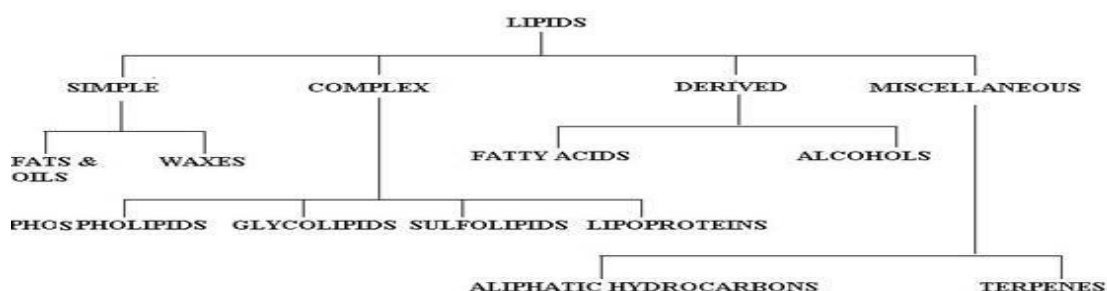 LIPIDS
SIMPLE COMPLEX DERIVED MISCELLANEOUS
FATS & WAXES FATTY ACIDS ALCOHOLS
OILS
PHOSPHOLIPIDS GLYCOLIPIDS SULFOLIPIDS LIPOPROTEINS
ALIPHATIC HYDROCARBONS TERPENES